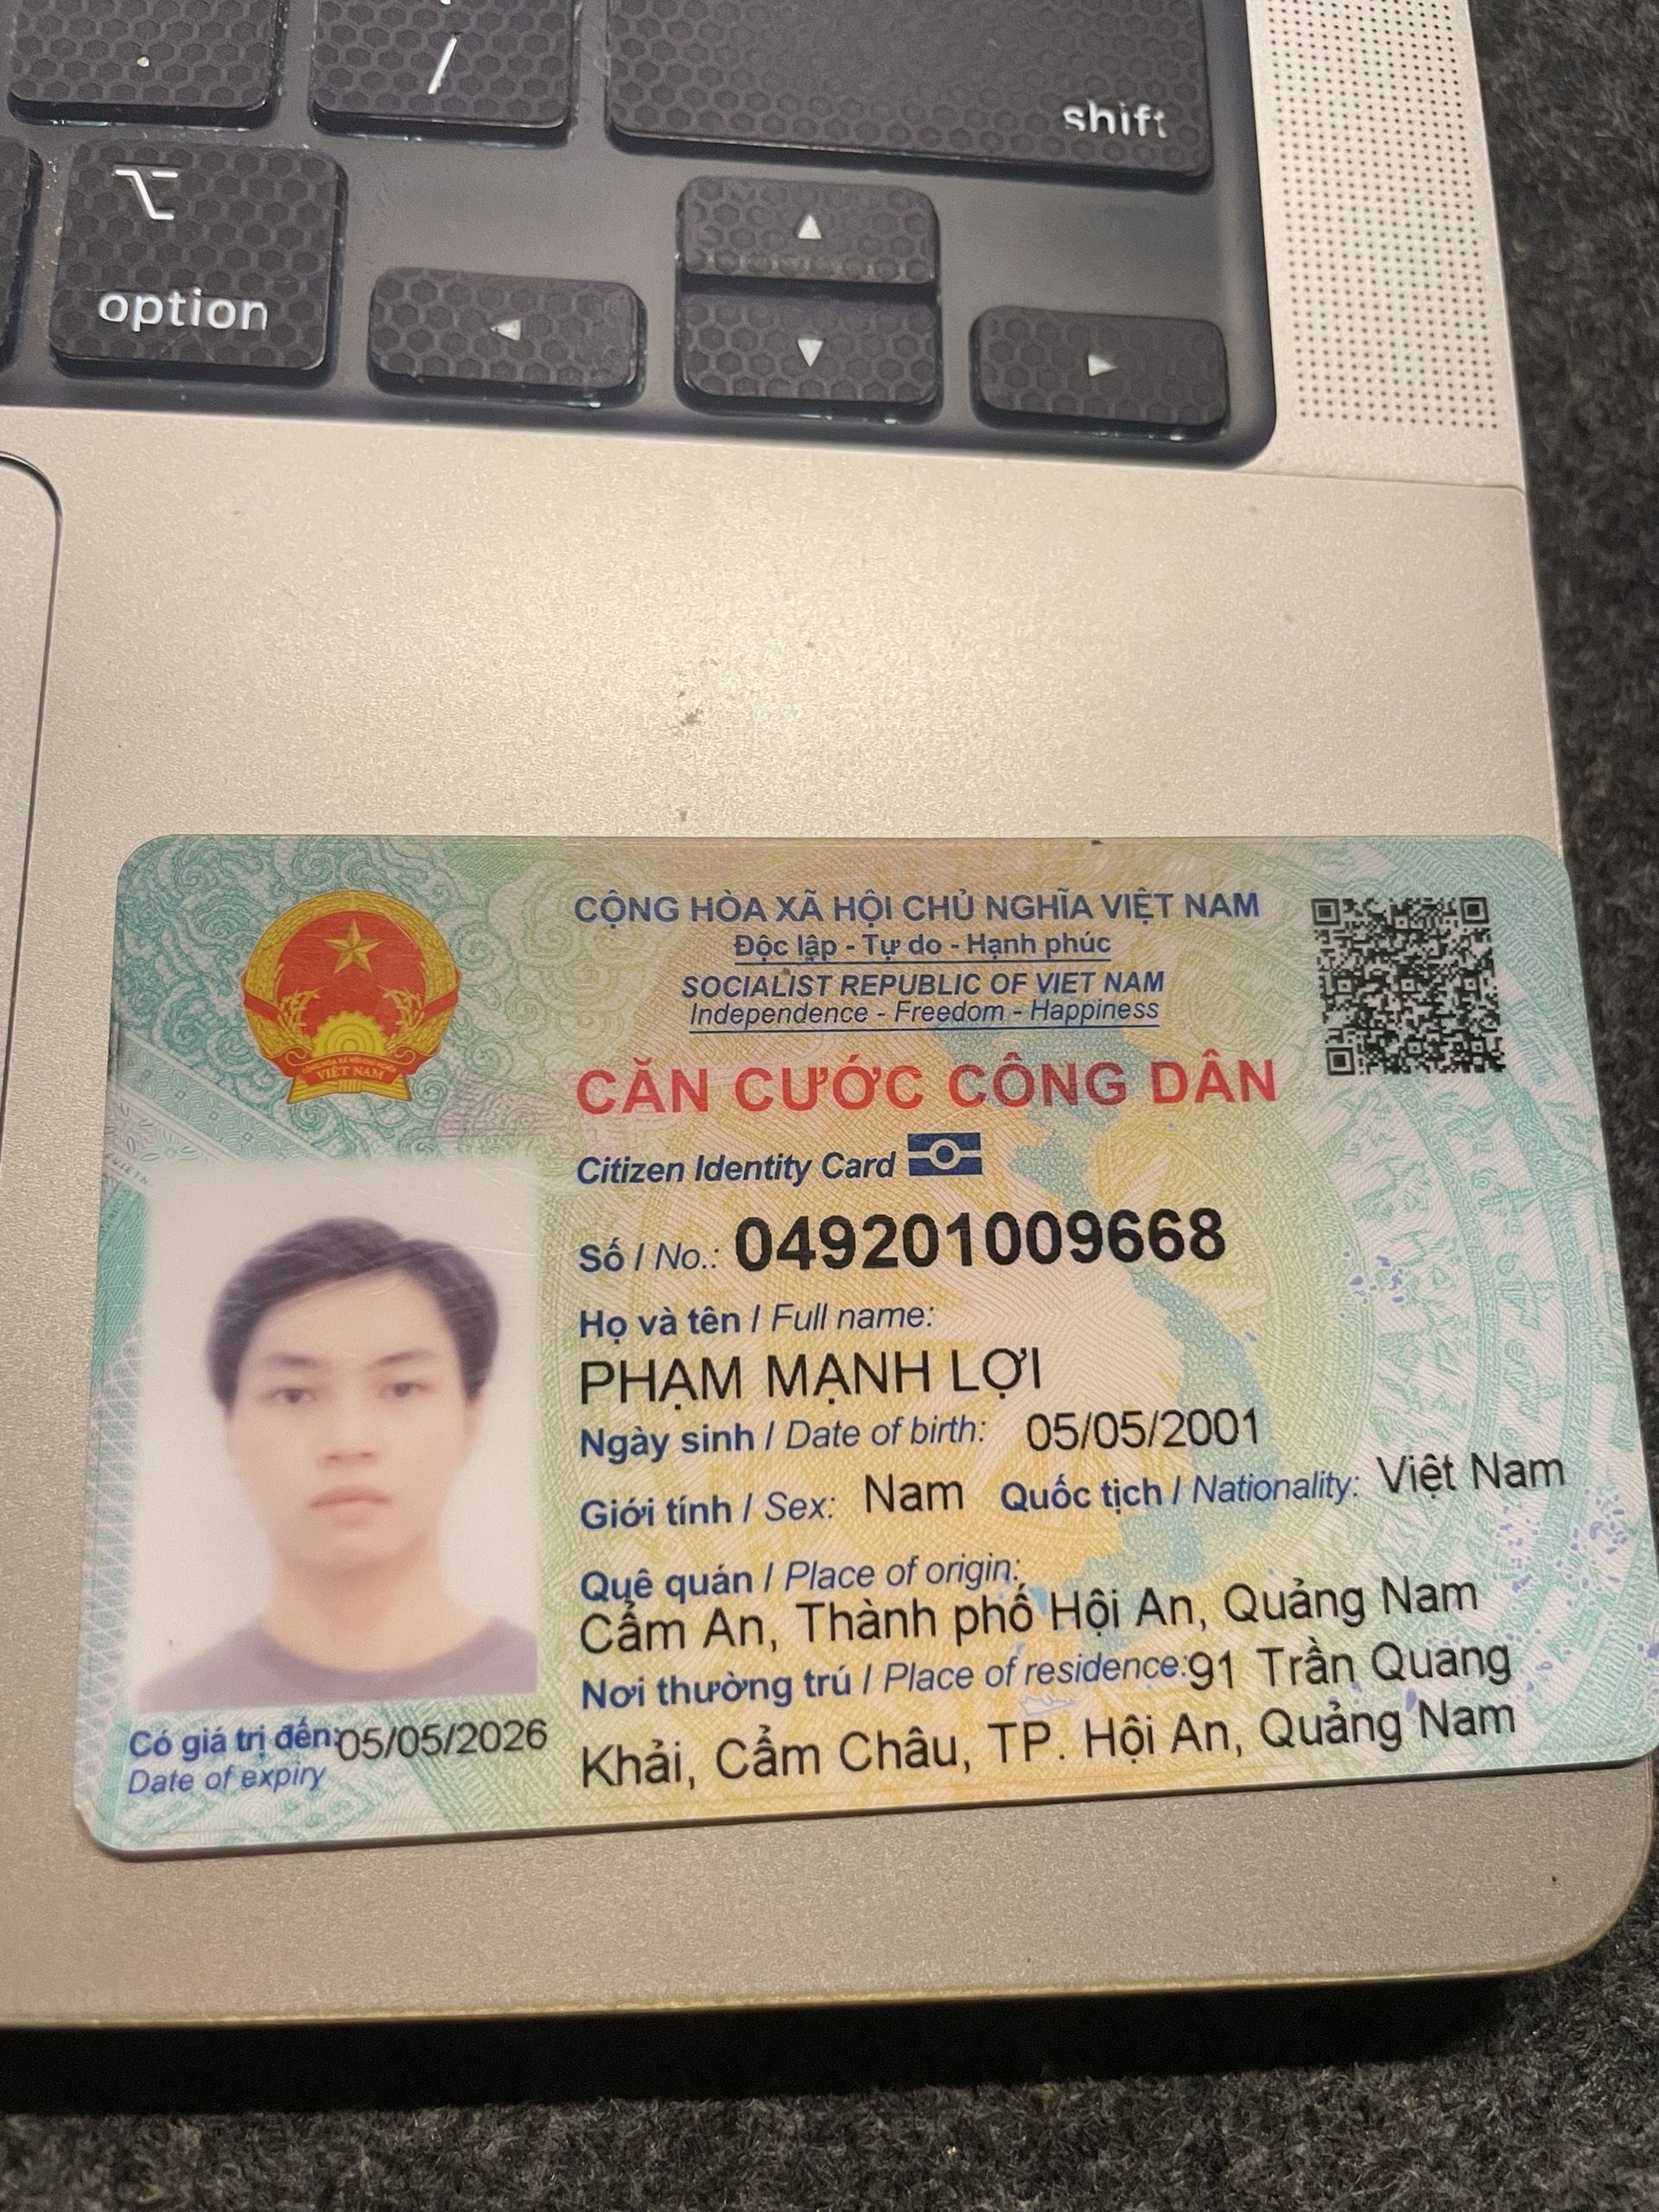 /
shift
option
CỘNG HÒA XÃ HỘI CHỦ NGHĨA VIỆT NAM
Độc lập - Tự do - Hạnh phúc
SOCIALIST REPUBLIC OF VIET NAM
Independence - Freedom - Happiness
CĂN CƯỚC CÔNG DÂN
Citizen Identity Card
VIỆT NAM
Số / No.: 049201009668
Họ và tên / Full name:
PHẠM MẠNH LỢI
Ngày sinh / Date of birth: 05/05/2001
Giới tính / Sex: Nam Quốc tịch / Nationality: Việt Nam
Quê quán / Place of origin:
Cẩm An, Thành phố Hội An, Quảng Nam
Nơi thường trú / Place of residence: 91 Trần Quang
Khải, Cẩm Châu, TP. Hội An, Quảng Nam
Có giá trị đến: 05/05/2026
Date of expiry